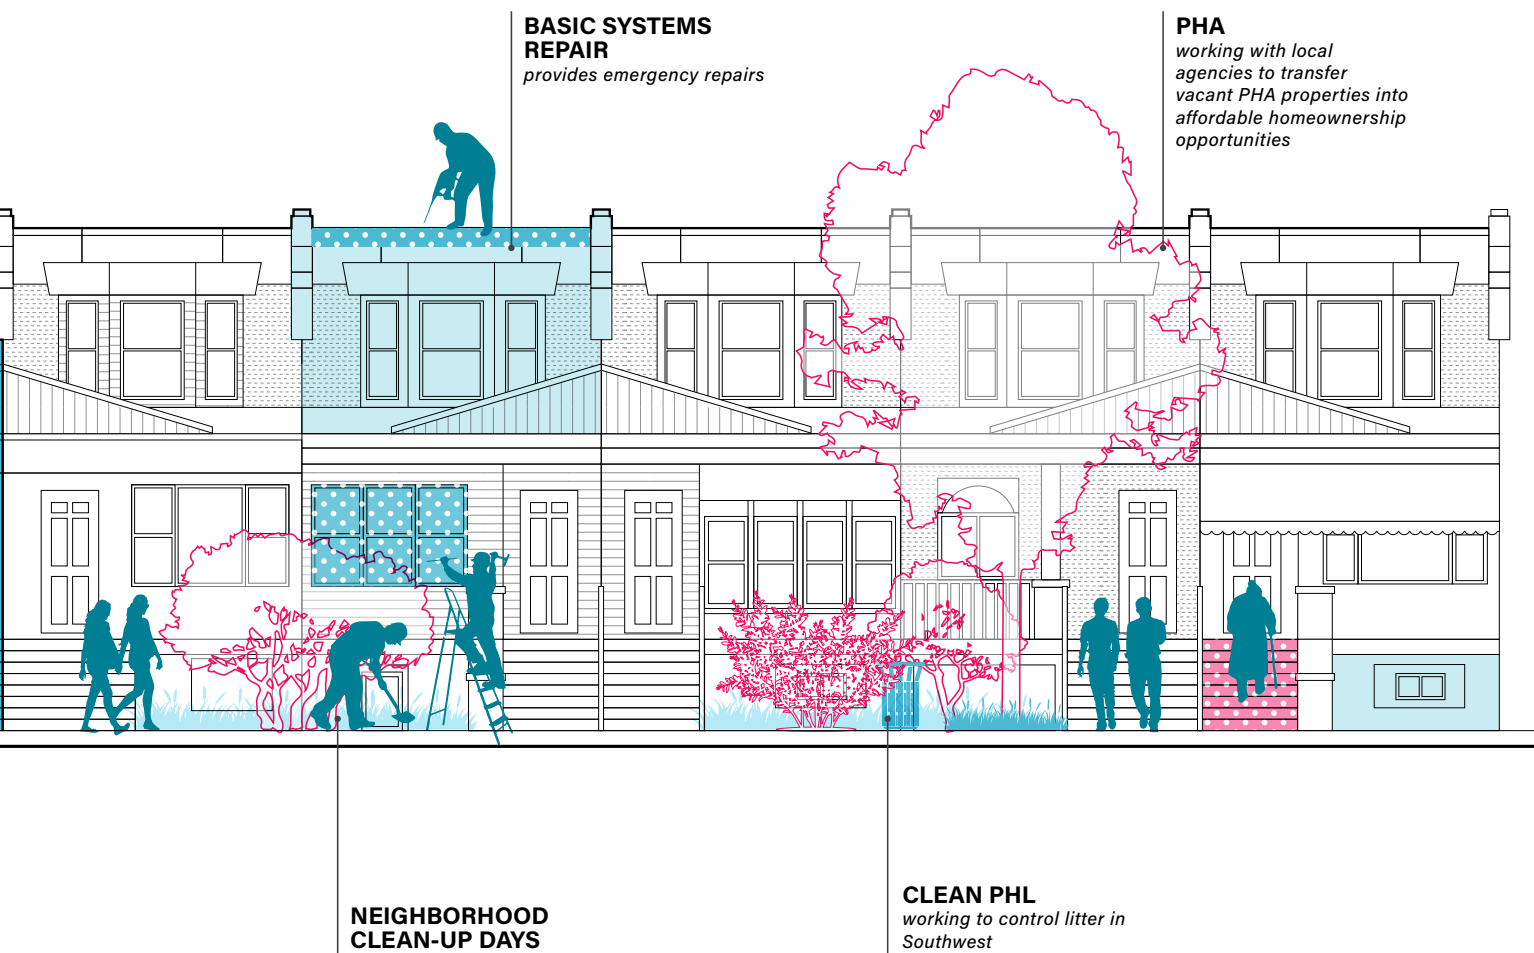 BASIC SYSTEMS
REPAIR
provides emergency repairs
PHA
working with local
agencies to transfer
vacant PHA properties into
affordable homeownership
opportunities
NEIGHBORHOOD
CLEAN-UP DAYS
CLEAN PHL
working to control litter in
Southwest